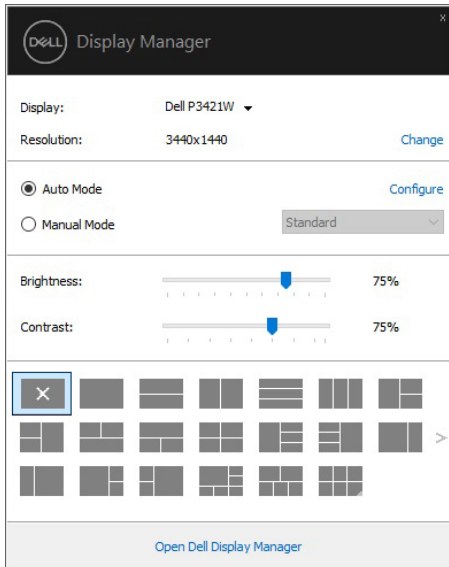 x
DELL Display Manager
Display: Dell P3421W
Resolution: 3440x1440 Change
Auto Mode Configure
Manual Mode Standard
Brightness: 75%
Contrast: 75%
Open Dell Display Manager